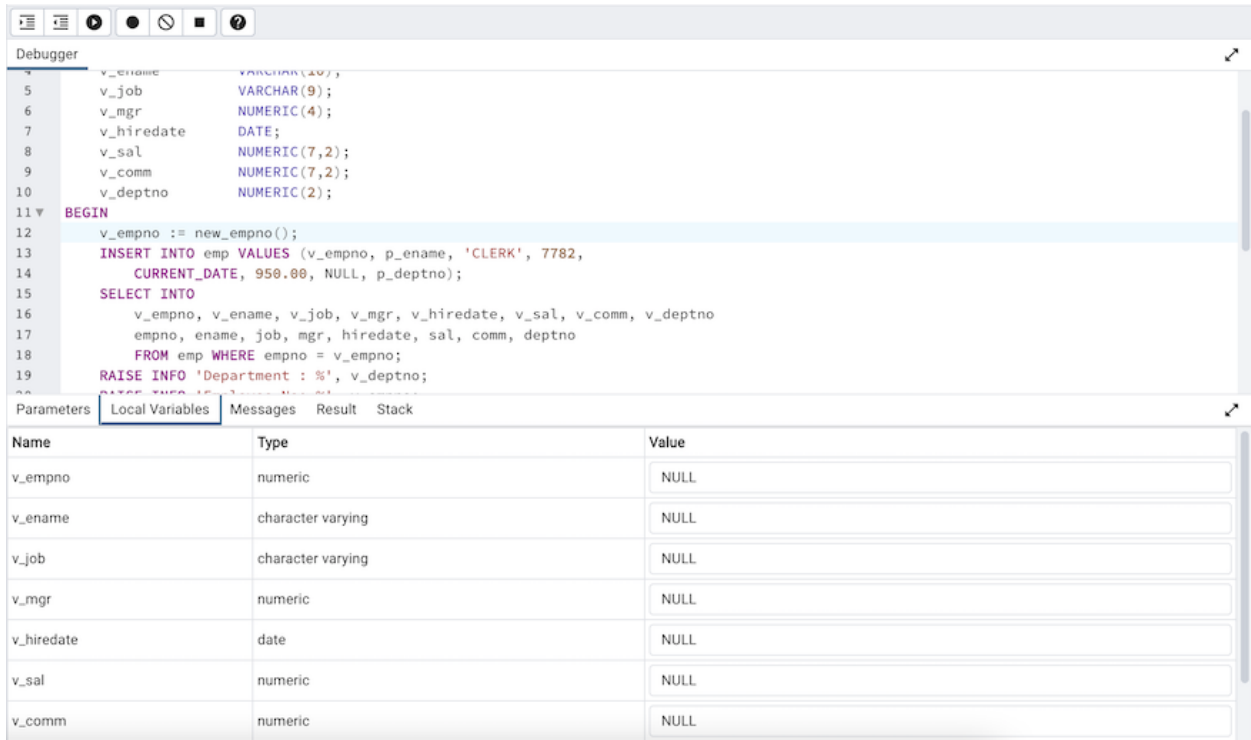 Debugger
4 v_ename VARCHAR(10);
5 v_job VARCHAR(9);
6 v_mgr NUMERIC(4);
7 v_hiredate DATE;
8 v_sal NUMERIC(7,2);
9 v_comm NUMERIC(7,2);
10 v_deptno NUMERIC(2);
11 BEGIN
12 v_empno := new_empno();
13 INSERT INTO emp VALUES (v_empno, p_ename, 'CLERK', 7782,
14 CURRENT_DATE, 950.00, NULL, p_deptno);
15 SELECT INTO
16 v_empno, v_ename, v_job, v_mgr, v_hiredate, v_sal, v_comm, v_deptno
17 empno, ename, job, mgr, hiredate, sal, comm, deptno
18 FROM emp WHERE empno = v_empno;
19 RAISE INFO 'Department : %', v_deptno;
Parameters Local Variables Messages Result Stack
Name Type Value
v_empno numeric NULL
v_ename character varying NULL
v_job character varying NULL
v_mgr numeric NULL
v_hiredate date NULL
v_sal numeric NULL
v_comm numeric NULL